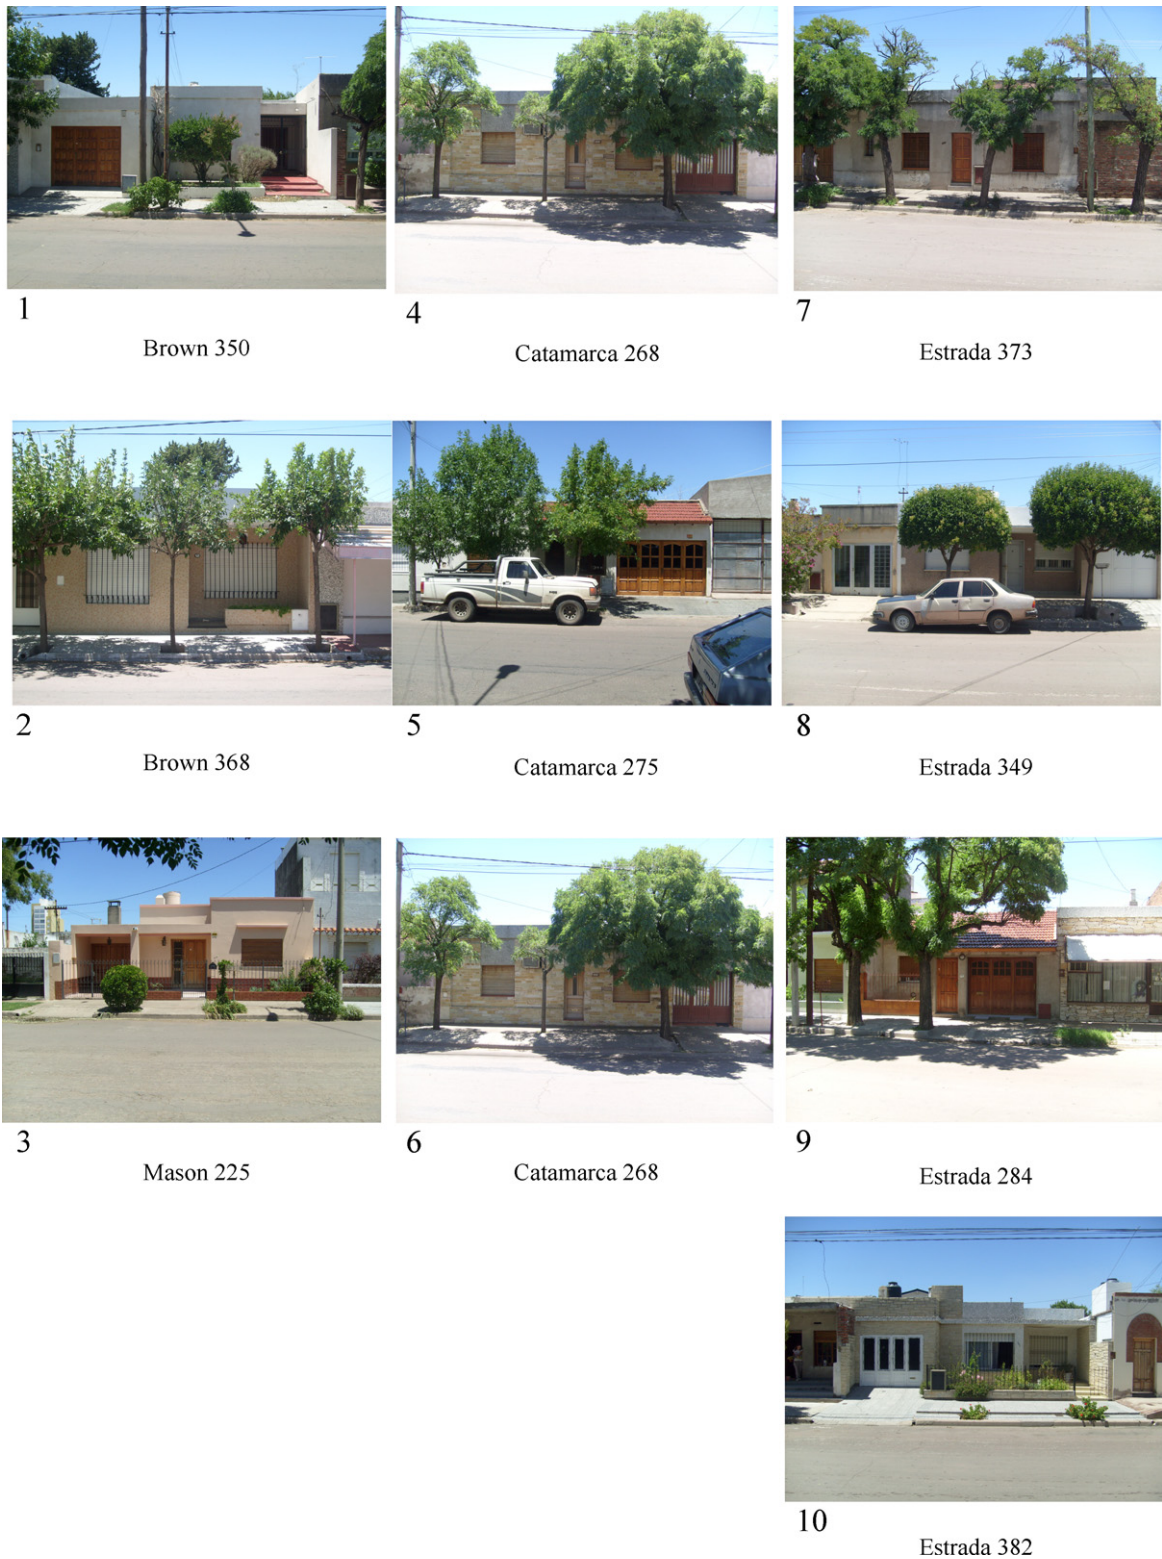 1
Brown 350
4
Catamarca 268
7
Estrada 373
2
Brown 368
5
Catamarca 275
8
Estrada 349
3
Mason 225
6
Catamarca 268
9
Estrada 284
10
Estrada 382